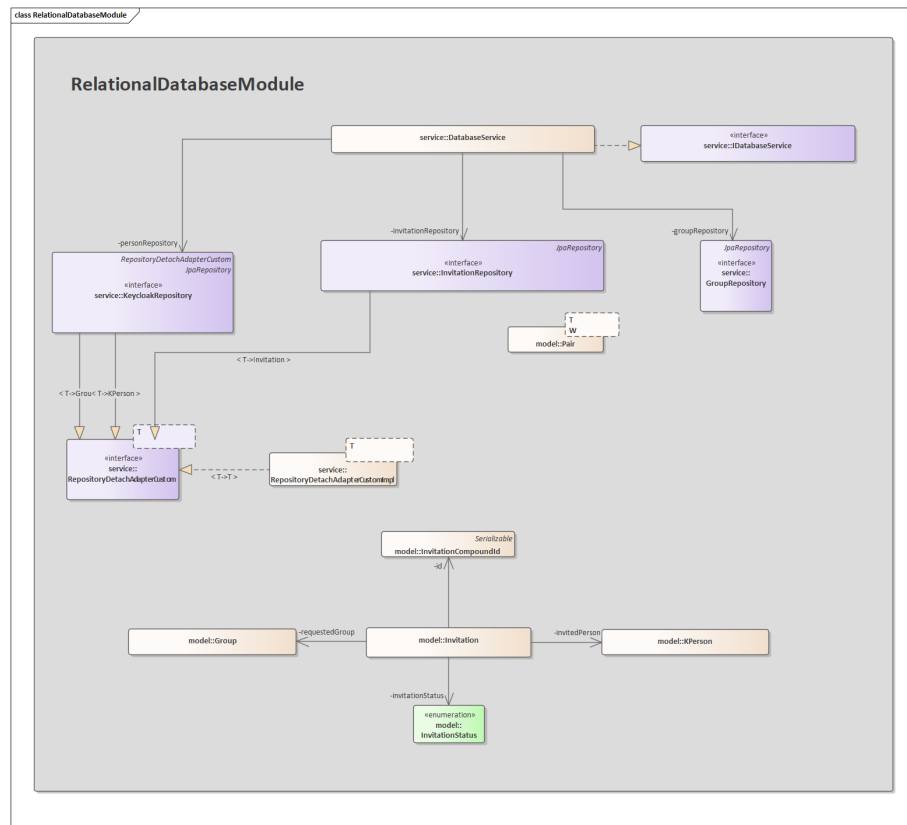 class RelationalDatabaseModule
RelationalDatabaseModule
service::DatabaseService
«interface»
service::IDatabaseService
-personRepository
-invitationRepository
-groupRepository
RepositoryDetachAdapterCustom
JpaRepository
«interface»
service::KeycloakRepository
JpaRepository
«interface»
service::InvitationRepository
JpaRepository
«interface»
service::
GroupRepository
T
W
model::Pair
< T->Invitation >
< T->Grou
< T->KPerson >
T
«interface»
service::
RepositoryDetachAdapterCustom
T
service::
RepositoryDetachAdapterCustomImpl
< T->T >
Serializable
model::InvitationCompoundId
-id
-requestedGroup
-invitedPerson
model::Group
model::Invitation
model::KPerson
-invitationStatus
«enumeration»
model::
InvitationStatus